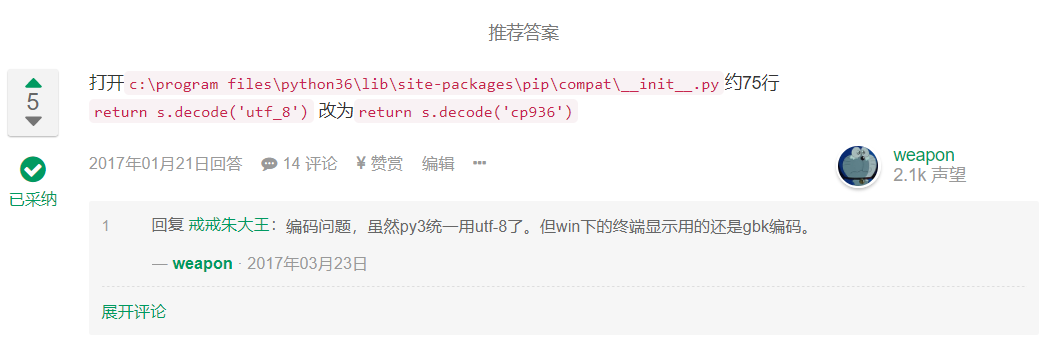 推荐答案
5
已采纳
打开 c:\program files\python36\lib\site-packages\pip\compat\__init__.py 约75行
return s.decode('utf_8') 改为 return s.decode('cp936')
2017年01月21日回答 14 评论 ¥ 赞赏 编辑 •••
weapon
2.1k 声望
1 回复 戒戒朱大王：编码问题，虽然py3统一用utf-8了。但win下的终端显示用的还是gbk编码。
— weapon · 2017年03月23日
展开评论